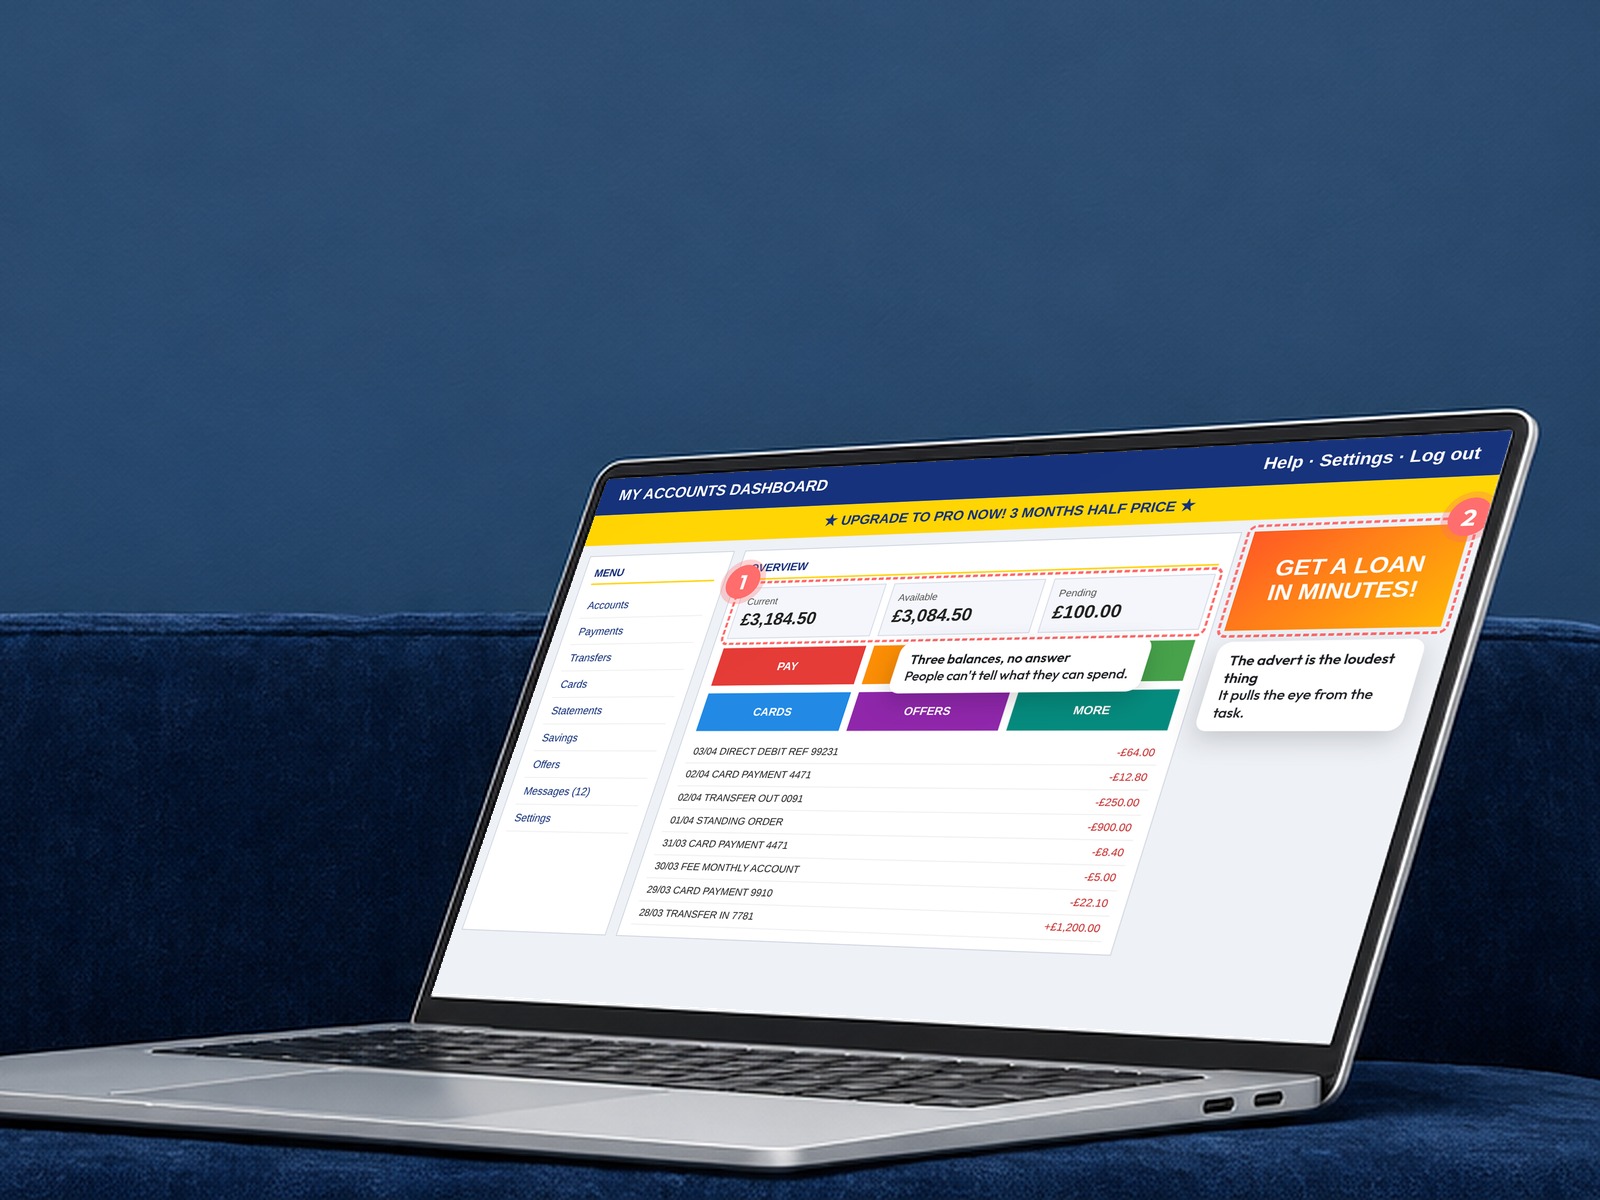 MY ACCOUNTS DASHBOARD
Help · Settings · Log out
★ UPGRADE TO PRO NOW! 3 MONTHS HALF PRICE ★
MENU
Accounts
Payments
Transfers
Cards
Statements
Savings
Offers
Messages (12)
Settings
1
OVERVIEW
Current
£3,184.50
Available
£3,084.50
Pending
£100.00
PAY
Three balances, no answer
People can't tell what they can spend.
CARDS
OFFERS
MORE
03/04 DIRECT DEBIT REF 99231 -£64.00
02/04 CARD PAYMENT 4471 -£12.80
02/04 TRANSFER OUT 0091 -£250.00
01/04 STANDING ORDER -£900.00
31/03 CARD PAYMENT 4471 -£8.40
30/03 FEE MONTHLY ACCOUNT -£5.00
29/03 CARD PAYMENT 9910 -£22.10
28/03 TRANSFER IN 7781 +£1,200.00
2
GET A LOAN
IN MINUTES!
The advert is the loudest
thing
It pulls the eye from the
task.